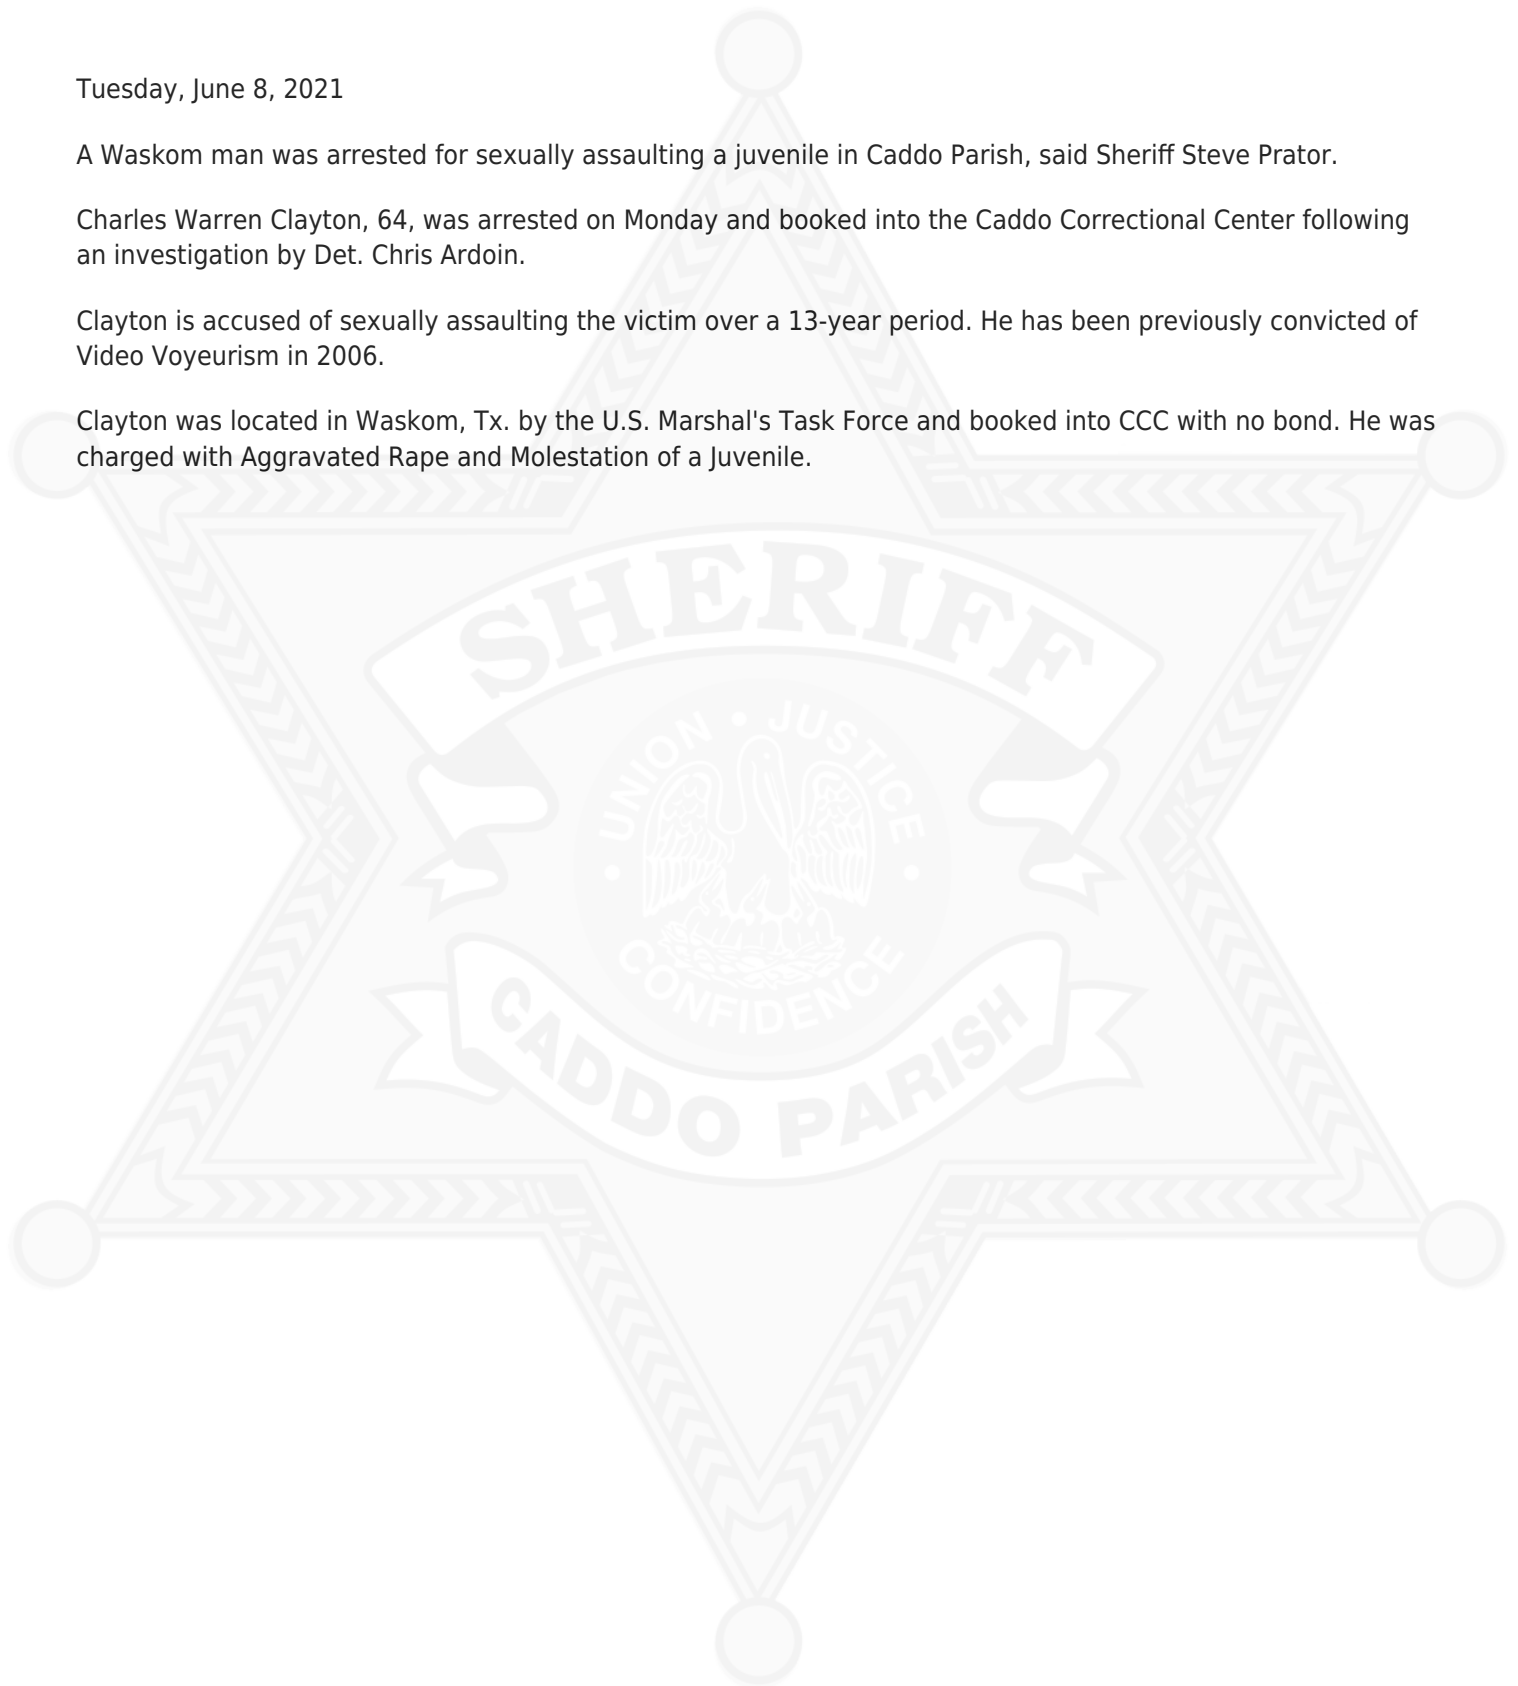 Tuesday, June 8, 2021
A Waskom man was arrested for sexually assaulting a juvenile in Caddo Parish, said Sheriff Steve Prator.
Charles Warren Clayton, 64, was arrested on Monday and booked into the Caddo Correctional Center following
an investigation by Det. Chris Ardoin.
Clayton is accused of sexually assaulting the victim over a 13-year period. He has been previously convicted of
Video Voyeurism in 2006.
Clayton was located in Waskom, Tx. by the U.S. Marshal's Task Force and booked into CCC with no bond. He was
charged with Aggravated Rape and Molestation of a Juvenile.
SHERIFF
UNION • JUSTICE
• CONFIDENCE •
CADDO PARISH